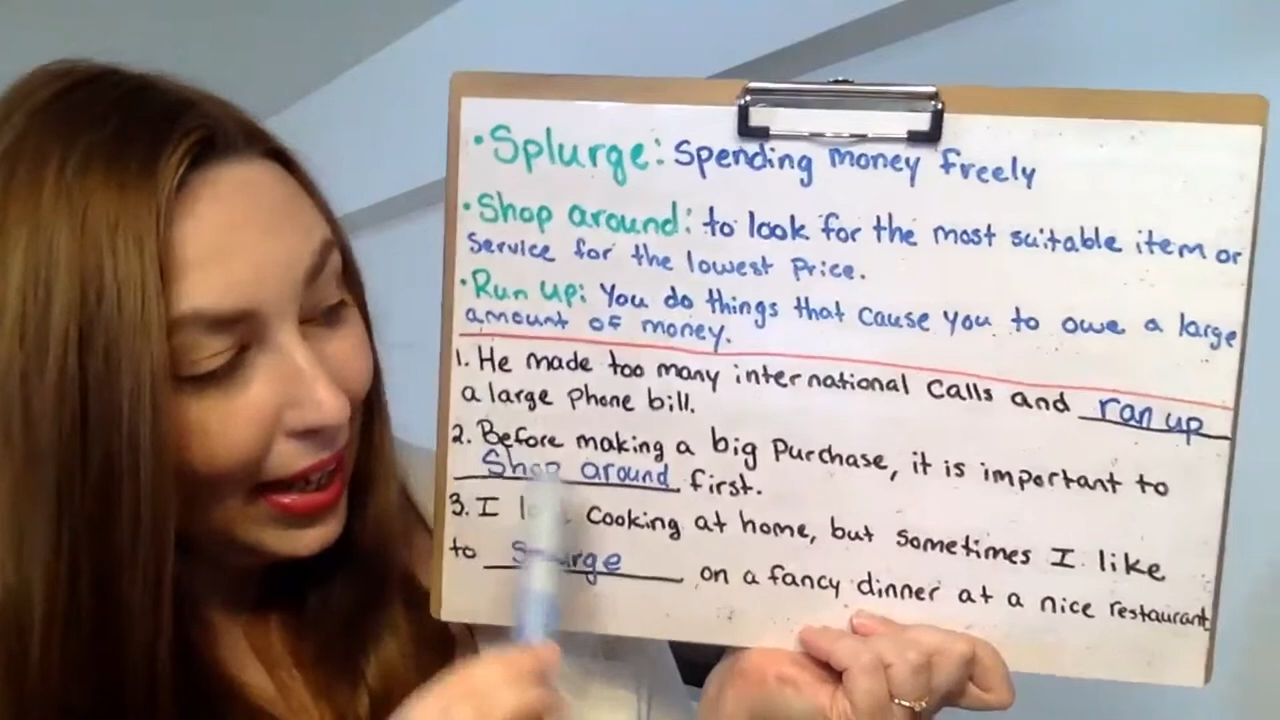 •Splurge: Spending money freely
•Shop around: to look for the most suitable item or
Service for the lowest Price.
•Run up: You do things that cause you to owe a large
amount of money.
1. He made too many international Calls and ran up
a large phone bill.
2. Before making a big Purchase, it is important to
Shop around first.
3. I cooking at home, but sometimes I like
to Splurge on a fancy dinner at a nice restaurant